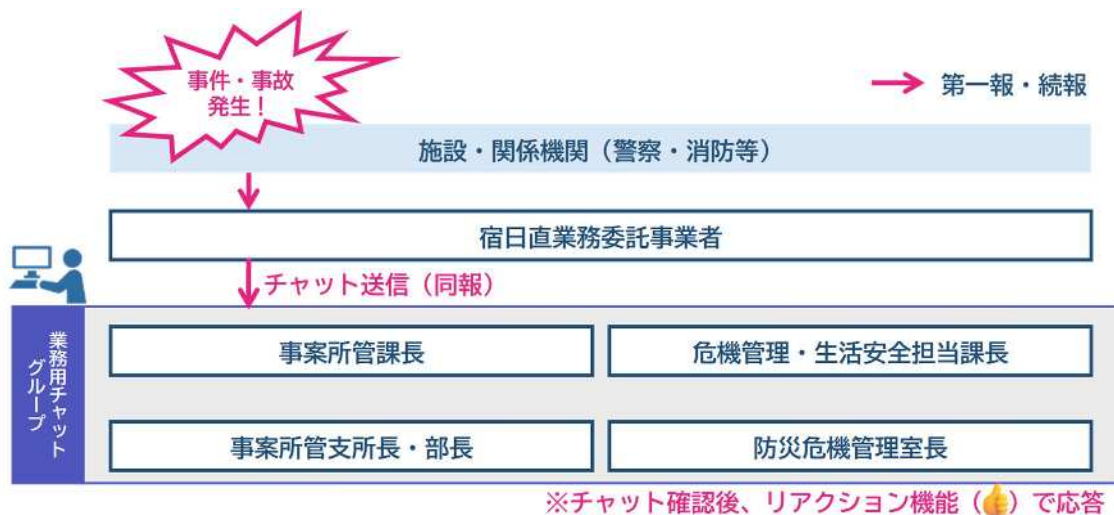 事件・事故
発生！
第一報・続報
施設・関係機関（警察・消防等）
宿日直業務委託事業者
チャット送信（同報）
業務用チャット
グループ
事案所管課長
危機管理・生活安全担当課長
事案所管支所長・部長
防災危機管理室長
※チャット確認後、リアクション機能（👍）で応答